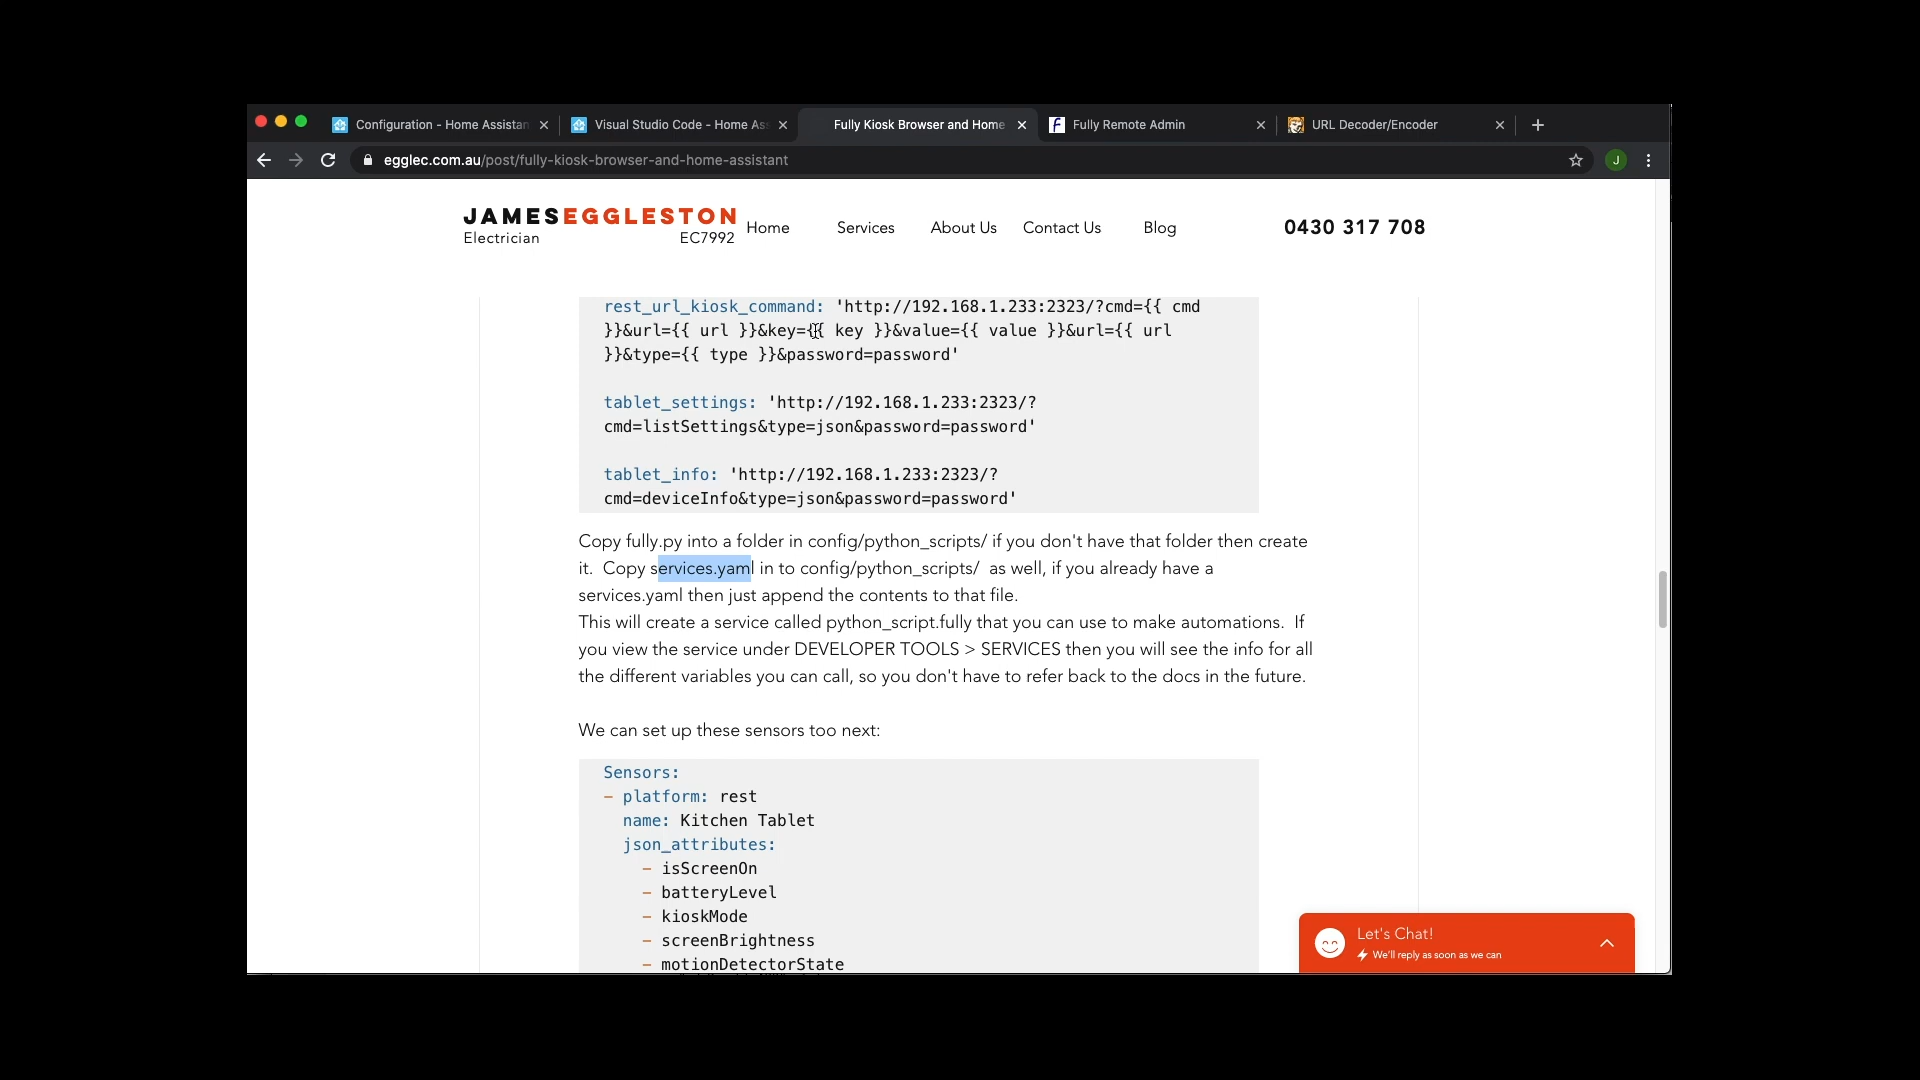 Configuration - Home Assistan
Visual Studio Code - Home Ass
Fully Kiosk Browser and Home
Fully Remote Admin
URL Decoder/Encoder
egglec.com.au/post/fully-kiosk-browser-and-home-assistant
J
JAMESEGGLESTON
Electrician EC7992
Home Services About Us Contact Us Blog
0430 317 708
rest_url_kiosk_command: 'http://192.168.1.233:2323/?cmd={{ cmd
}}&url={{ url }}&key={{ key }}&value={{ value }}&url={{ url
}}&type={{ type }}&password=password'
tablet_settings: 'http://192.168.1.233:2323/?
cmd=listSettings&type=json&password=password'
tablet_info: 'http://192.168.1.233:2323/?
cmd=deviceInfo&type=json&password=password'
Copy fully.py into a folder in config/python_scripts/ if you don't have that folder then create
it. Copy services.yaml in to config/python_scripts/ as well, if you already have a
services.yaml then just append the contents to that file.
This will create a service called python_script.fully that you can use to make automations. If
you view the service under DEVELOPER TOOLS > SERVICES then you will see the info for all
the different variables you can call, so you don't have to refer back to the docs in the future.
We can set up these sensors too next:
Sensors:
- platform: rest
name: Kitchen Tablet
json_attributes:
- isScreenOn
- batteryLevel
- kioskMode
- screenBrightness
- motionDetectorState
Let's Chat!
We'll reply as soon as we can